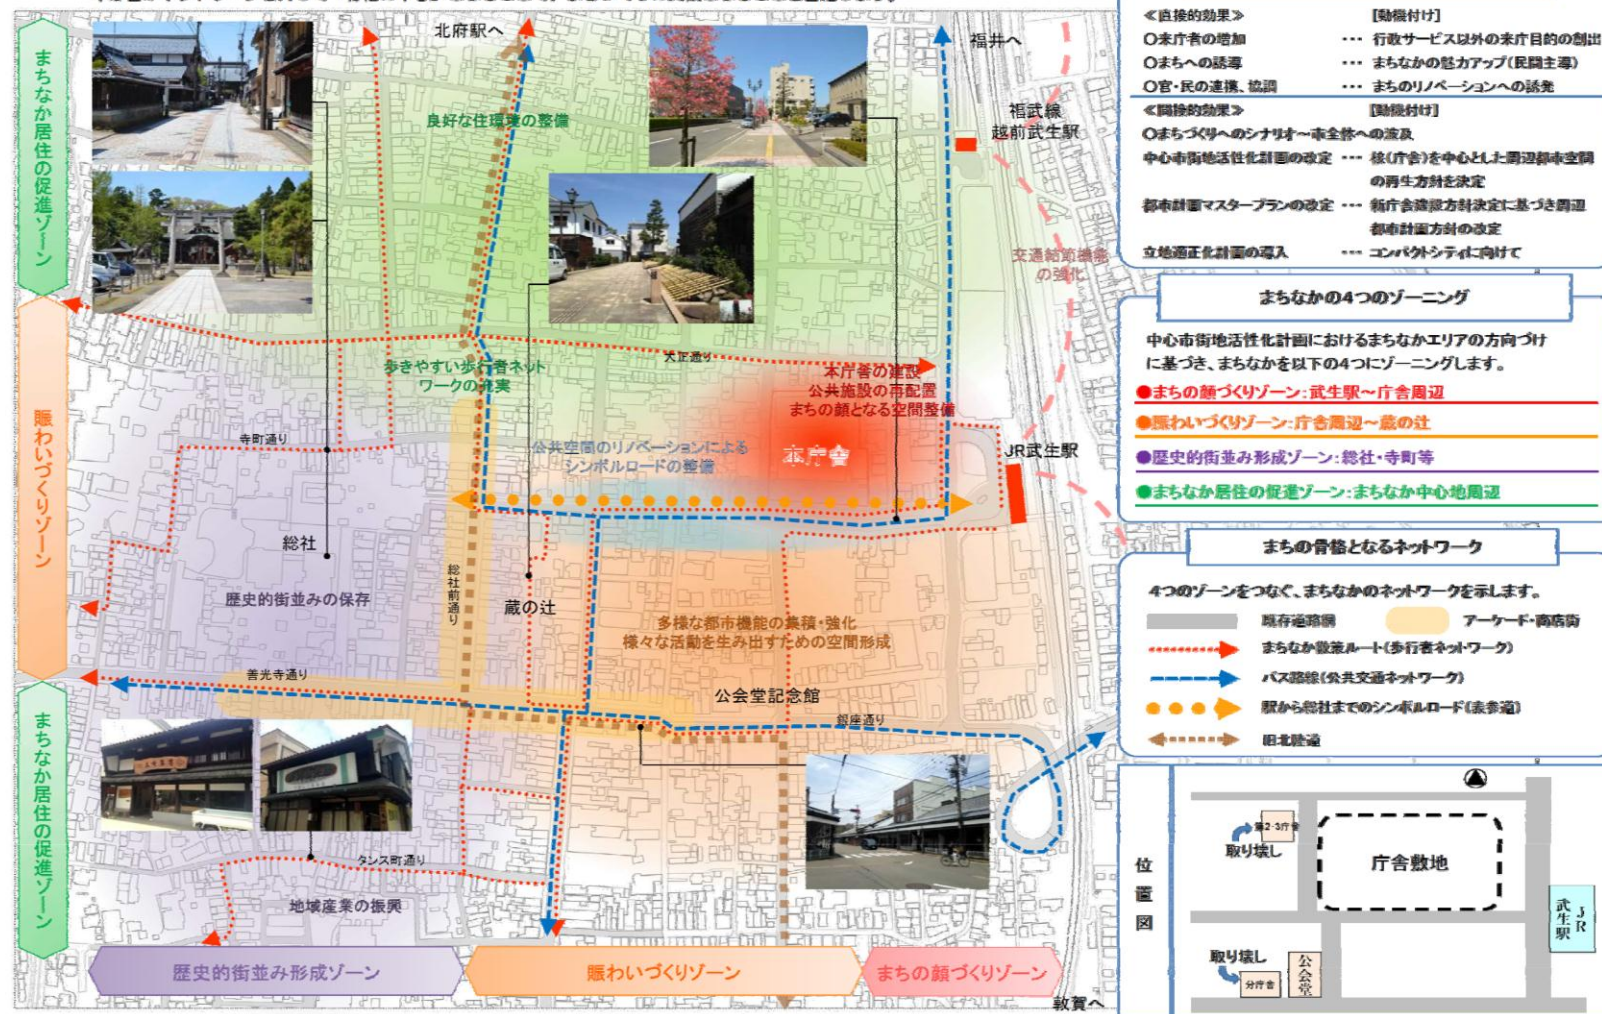 まちなか居住の促進ゾーン
賑わいづくりゾーン
まちなか居住の促進ゾーン
北府駅へ
福井へ
良好な住環境の整備
福武線
越前武生駅
交通結節機能
の強化
大正通り
歩きやすい歩行者ネット
ワークの充実
本庁舎の建設
公共施設の再配置
まちの顔となる空間整備
寺町通り
公共空間のリノベーションによる
シンボルロードの整備
本庁舎
JR武生駅
総社
総社前通り
歴史的街並みの保存
蔵の辻
多様な都市機能の集積・強化
様々な活動を生み出すための空間形成
善光寺通り
公会堂記念館
銀座通り
タンス町通り
地域産業の振興
歴史的街並み形成ゾーン
賑わいづくりゾーン
まちの顔づくりゾーン
敦賀へ
≪直接的効果≫ [動機付け]
○来庁者の増加 ・・・ 行政サービス以外の来庁目的の創出
○まちへの誘導 ・・・ まちなかの魅力アップ(民間主導)
○官・民の連携、協調 ・・・ まちのリノベーションへの誘発
≪間接的効果≫ [動機付け]
○まちづくりへのシナリオ~市全体への波及
中心市街地活性化計画の改定 ・・・ 核(庁舎)を中心とした周辺都市空間
の再生方針を決定
都市計画マスタープランの改定 ・・・ 新庁舎建設方針決定に基づき周辺
都市計画方針の改定
立地適正化計画の導入 ・・・ コンパクトシティに向けて
まちなかの4つのゾーニング
中心市街地活性化計画におけるまちなかエリアの方向づけ
に基づき、まちなかを以下の4つにゾーニングします。
●まちの顔づくりゾーン:武生駅~庁舎周辺
●賑わいづくりゾーン:庁舎周辺~蔵の辻
●歴史的街並み形成ゾーン:総社・寺町等
●まちなか居住の促進ゾーン:まちなか中心地周辺
まちの骨格となるネットワーク
4つのゾーンをつなぐ、まちなかのネットワークを示します。
既存道路網 アーケード・商店街
まちなか散策ルート(歩行者ネットワーク)
バス路線(公共交通ネットワーク)
駅から総社までのシンボルロード(表参道)
旧北陸道
位置図
第2・3庁舎
取り壊し
庁舎敷地
JR
武生駅
取り壊し
分庁舎
公会堂